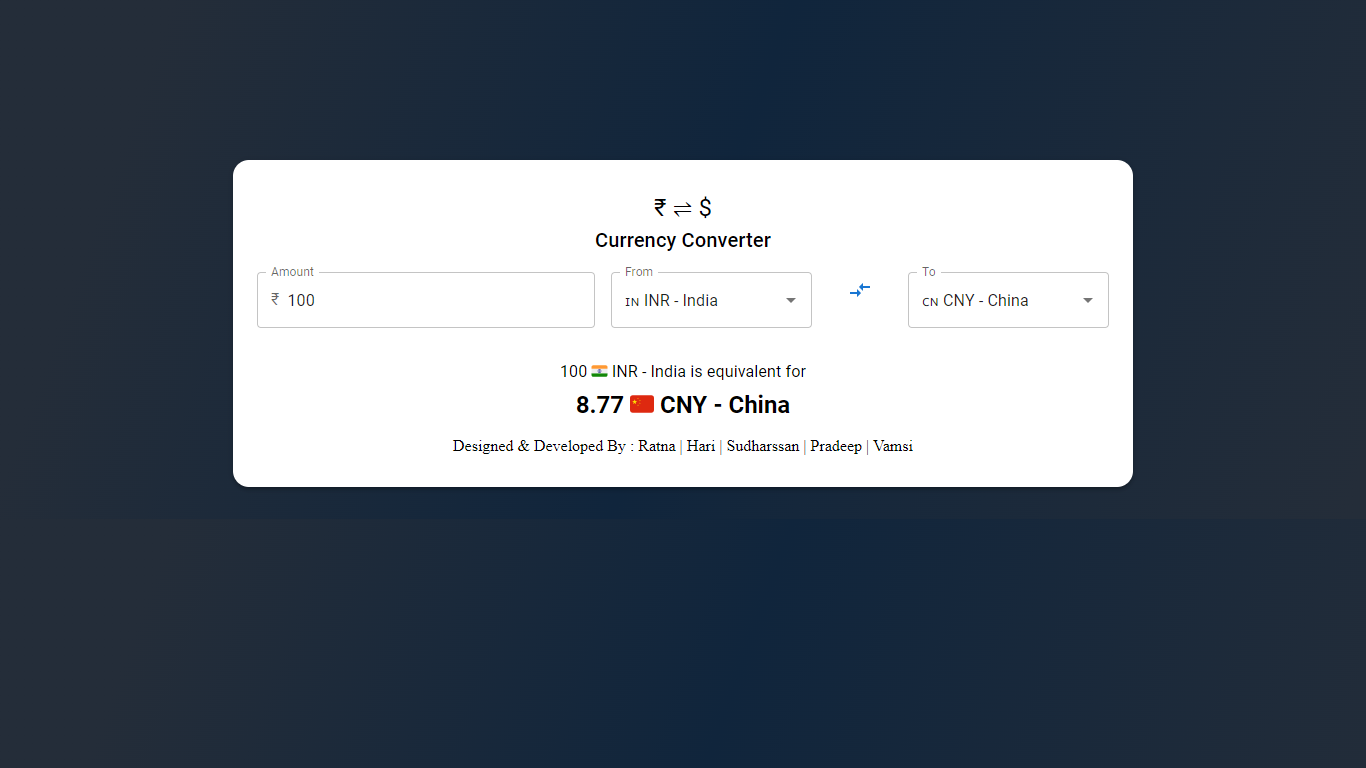 ₹ ⇌ $
Currency Converter
Amount
₹ 100
From
IN INR - India
To
CN CNY - China
100 🇮🇳 INR - India is equivalent for
8.77 🇨🇳 CNY - China
Designed & Developed By : Ratna | Hari | Sudharssan | Pradeep | Vamsi